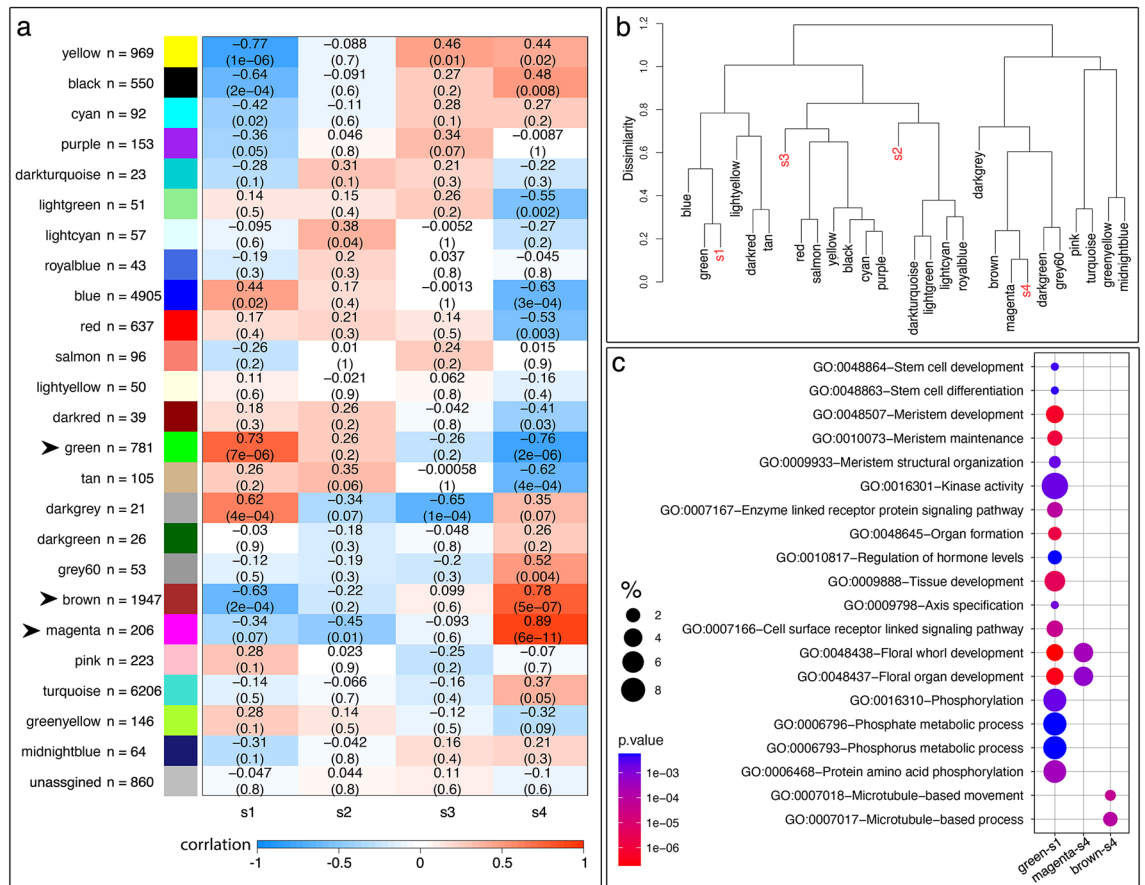 a
yellow n = 969 −0.77 −0.088 0.46 0.44
(1e−06) (0.7) (0.01) (0.02)
black n = 550 −0.64 −0.091 0.27 0.48
(2e−04) (0.6) (0.2) (0.008)
cyan n = 92 −0.42 −0.11 0.28 0.27
(0.02) (0.6) (0.1) (0.2)
purple n = 153 −0.36 0.046 0.34 −0.0087
(0.05) (0.8) (0.07) (1)
darkturquoise n = 23 −0.28 0.31 0.21 −0.22
(0.1) (0.1) (0.3) (0.3)
lightgreen n = 51 0.14 0.15 0.26 −0.55
(0.5) (0.4) (0.2) (0.002)
lightcyan n = 57 −0.095 0.38 −0.0052 −0.27
(0.6) (0.04) (1) (0.2)
royalblue n = 43 −0.19 0.2 0.037 −0.045
(0.3) (0.3) (0.8) (0.8)
blue n = 4905 0.44 0.17 −0.0013 −0.63
(0.02) (0.4) (1) (3e−04)
red n = 637 0.17 0.21 0.14 −0.53
(0.4) (0.3) (0.5) (0.003)
salmon n = 96 −0.26 0.01 0.24 0.015
(0.2) (1) (0.2) (0.9)
lightyellow n = 50 0.11 −0.021 0.062 −0.16
(0.6) (0.9) (0.8) (0.4)
darkred n = 39 0.18 0.26 −0.042 −0.41
(0.3) (0.2) (0.8) (0.03)
green n = 781 0.73 0.26 −0.26 −0.76
(7e−06) (0.2) (0.2) (2e−06)
tan n = 105 0.26 0.35 −0.00058 −0.62
(0.2) (0.06) (1) (4e−04)
darkgrey n = 21 0.62 −0.34 −0.65 0.35
(4e−04) (0.07) (1e−04) (0.07)
darkgreen n = 26 −0.03 −0.18 −0.048 0.26
(0.9) (0.3) (0.8) (0.2)
grey60 n = 53 −0.12 −0.19 −0.2 0.52
(0.5) (0.3) (0.3) (0.004)
brown n = 1947 −0.63 −0.22 0.099 0.78
(2e−04) (0.2) (0.6) (5e−07)
magenta n = 206 −0.34 −0.45 −0.093 0.89
(0.07) (0.01) (0.6) (6e−11)
pink n = 223 0.28 0.023 −0.25 −0.07
(0.1) (0.9) (0.2) (0.7)
turquoise n = 6206 −0.14 −0.066 −0.16 0.37
(0.5) (0.7) (0.4) (0.05)
greenyellow n = 146 0.28 0.14 −0.12 −0.32
(0.1) (0.5) (0.5) (0.09)
midnightblue n = 64 −0.31 −0.042 0.16 0.21
(0.1) (0.8) (0.4) (0.3)
unassgined n = 860 −0.047 0.044 0.11 −0.1
(0.8) (0.8) (0.6) (0.6)
s1 s2 s3 s4
corrlation
-1 -0.5 0 0.5 1
b
Dissimilarity
1.2
1.0
0.8
0.6
0.4
0.2
0.0
blue
green
s1
lightyellow
darkred
tan
s3
red
salmon
yellow
black
cyan
purple
s2
darkturquoise
lightgreen
lightcyan
royalblue
darkgrey
brown
magenta
s4
darkgreen
grey60
pink
turquoise
greenyellow
midnightblue
c
GO:0048864−Stem cell development
GO:0048863−Stem cell differentiation
GO:0048507−Meristem development
GO:0010073−Meristem maintenance
GO:0009933−Meristem structural organization
GO:0016301−Kinase activity
GO:0007167−Enzyme linked receptor protein signaling pathway
GO:0048645−Organ formation
GO:0010817−Regulation of hormone levels
GO:0009888−Tissue development
GO:0009798−Axis specification
GO:0007166−Cell surface receptor linked signaling pathway
GO:0048438−Floral whorl development
GO:0048437−Floral organ development
GO:0016310−Phosphorylation
GO:0006796−Phosphate metabolic process
GO:0006793−Phosphorus metabolic process
GO:0006468−Protein amino acid phosphorylation
GO:0007018−Microtubule−based movement
GO:0007017−Microtubule−based process
green-s1
magenta-s4
brown-s4
%
2
4
6
8
p.value
1e−03
1e−04
1e−05
1e−06